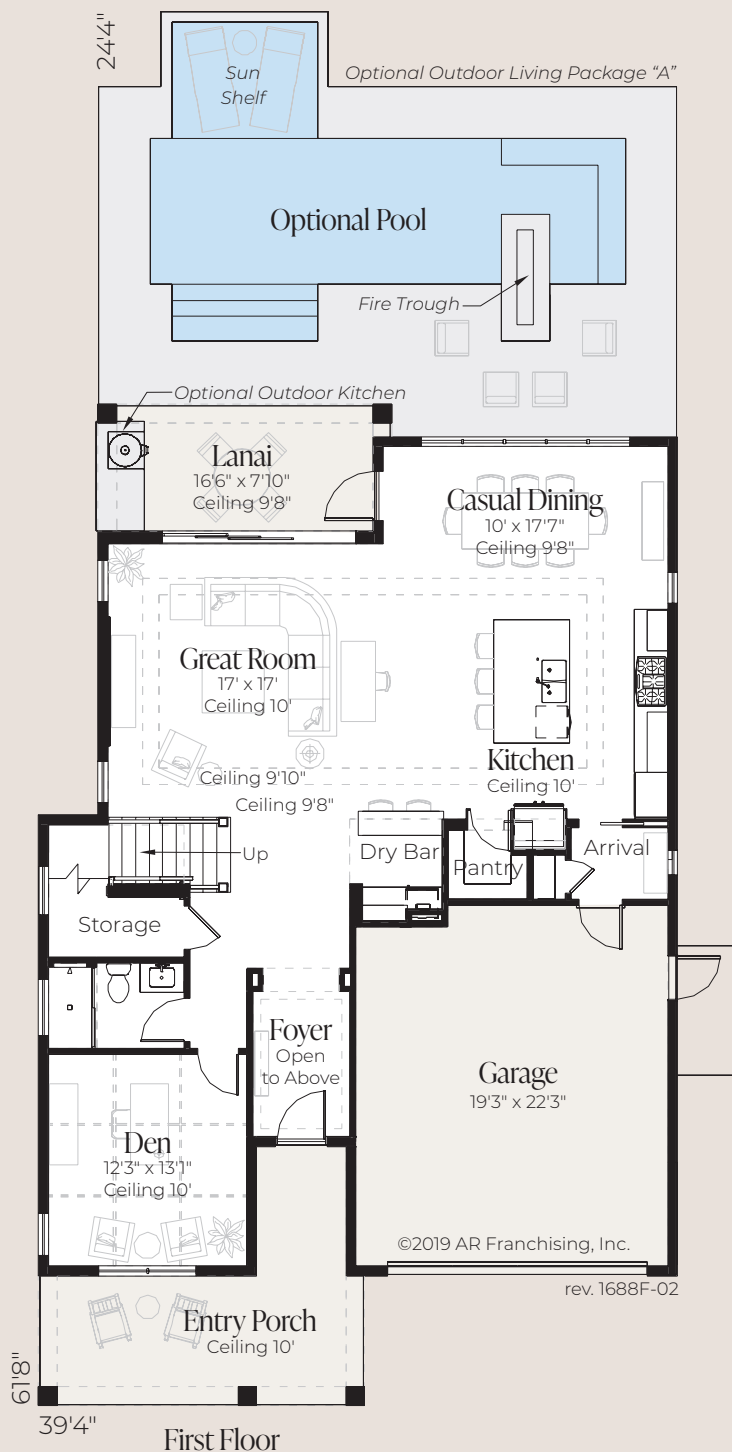 24'4"
Sun
Shelf
Optional Outdoor Living Package “A”
Optional Pool
Fire Trough
Optional Outdoor Kitchen
Lanai
16'6" x 7'10"
Ceiling 9'8"
Casual Dining
10' x 17'7"
Ceiling 9'8"
Great Room
17' x 17'
Ceiling 10'
Kitchen
Ceiling 10'
Ceiling 9'10"
Ceiling 9'8"
Up
Dry Bar
Pantry
Arrival
Storage
Foyer
Open
to Above
Garage
19'3" x 22'3"
Den
12'3" x 13'1"
Ceiling 10'
©2019 AR Franchising, Inc.
rev. 1688F-02
Entry Porch
Ceiling 10'
61'8"
39'4"
First Floor